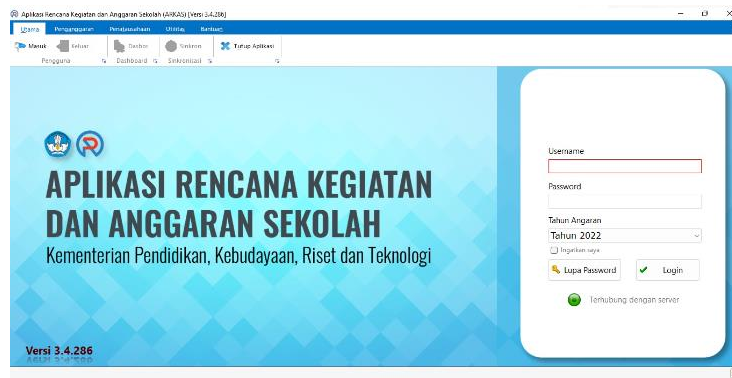 Aplikasi Rencana Kegiatan dan Anggaran Sekolah (ARKAS) [Versi 3.4.286]
Utama Penganggaran Penatausahaan Utilitas Bantuan
Masuk Keluar Dasbor Sinkron Tutup Aplikasi
Pengguna Dashboard Sinkronisasi
APLIKASI RENCANA KEGIATAN
DAN ANGGARAN SEKOLAH
Kementerian Pendidikan, Kebudayaan, Riset dan Teknologi
Versi 3.4.286
Username
Password
Tahun Angaran
Tahun 2022
Ingatkan saya
Lupa Password Login
Terhubung dengan server